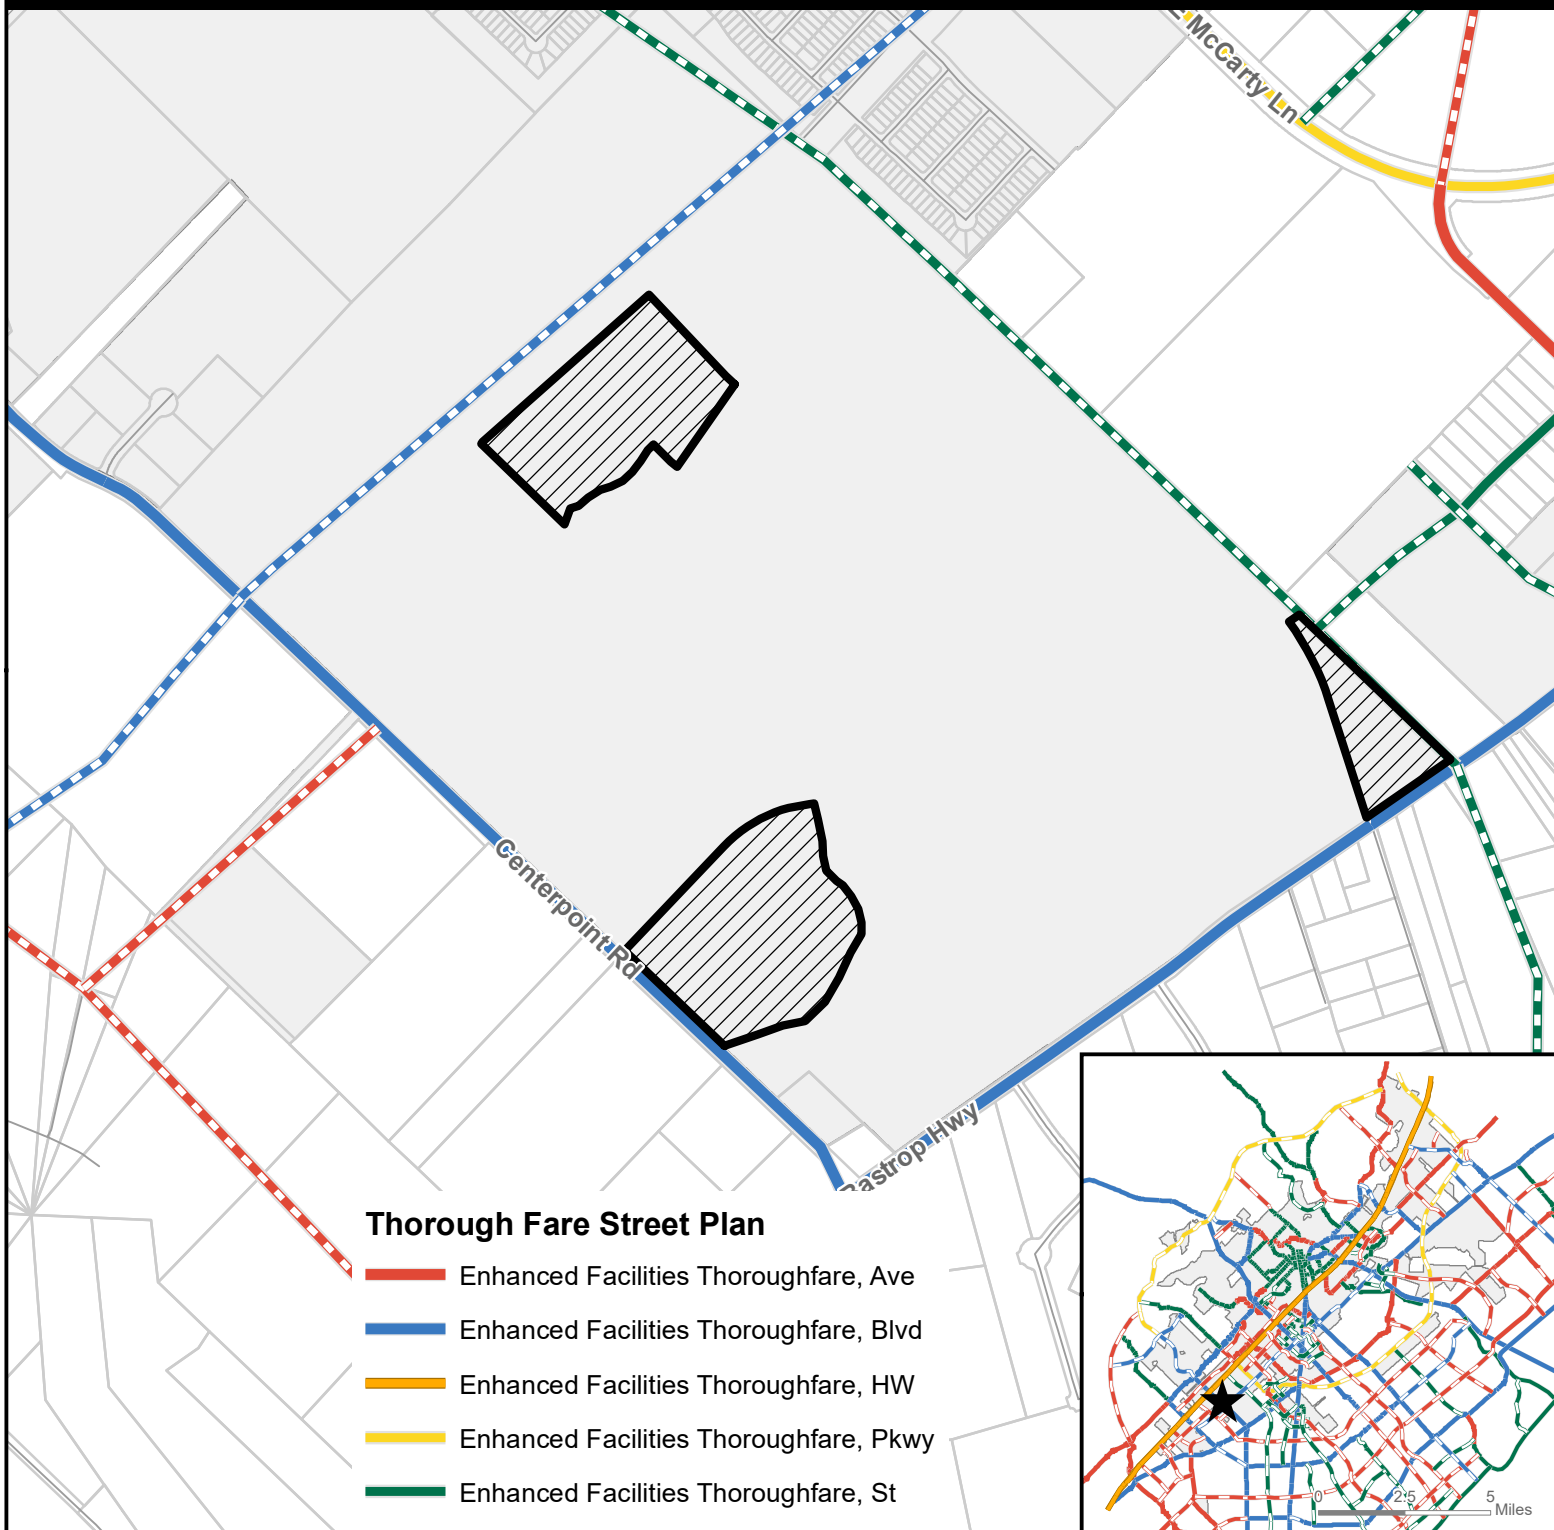 E McCarty Ln
Centerpoint Rd
Bastrop Hwy
Thorough Fare Street Plan
Enhanced Facilities Thoroughfare, Ave
Enhanced Facilities Thoroughfare, Blvd
Enhanced Facilities Thoroughfare, HW
Enhanced Facilities Thoroughfare, Pkwy
Enhanced Facilities Thoroughfare, St
0 2.5 5
Miles